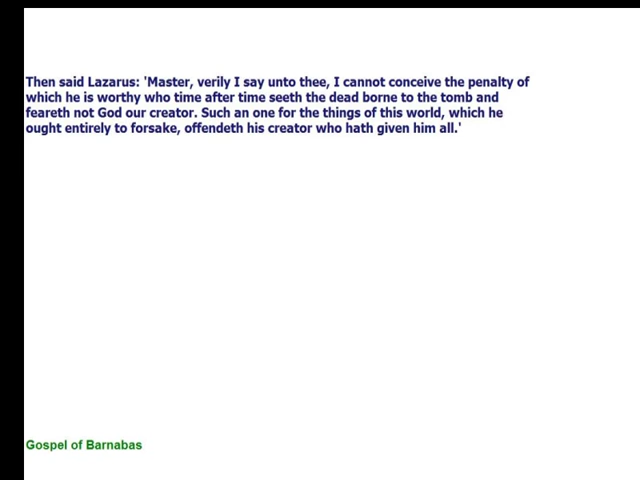 Then said Lazarus: 'Master, verily I say unto thee, I cannot conceive the penalty of
which he is worthy who time after time seeth the dead borne to the tomb and
feareth not God our creator. Such an one for the things of this world, which he
ought entirely to forsake, offendeth his creator who hath given him all.'
Gospel of Barnabas